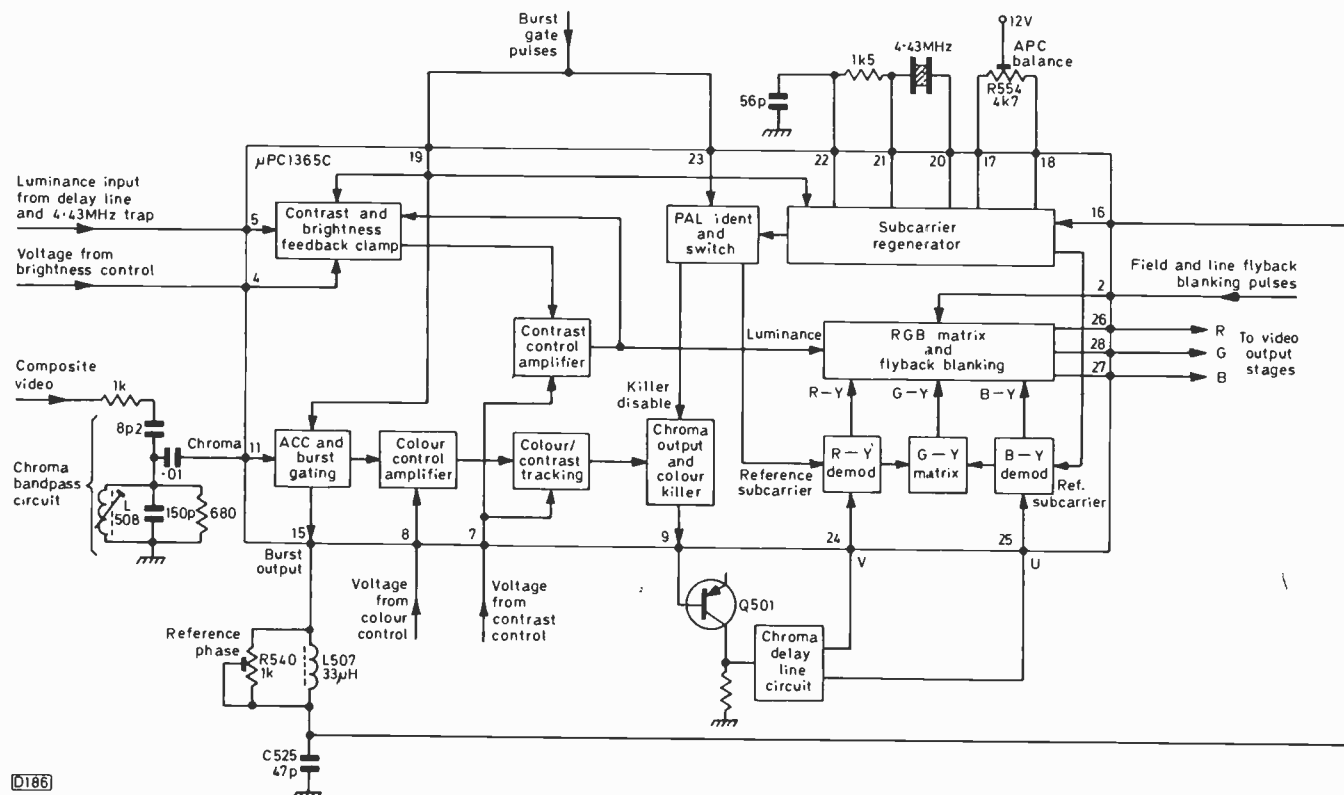 Burst
gate
pulses
12V
APC
balance
4·43MHz
1k5
R554
4k7
56p
μPC1365C
19
23
22
21
20
17
18
Luminance input
from delay line
and 4·43MHz trap
5
Contrast and
brightness
feedback clamp
Voltage from
brightness control
4
PAL ident
and
switch
Subcarrier
regenerator
16
Field and line flyback
blanking pulses
2
Contrast
control
amplifier
Luminance
RGB matrix
and
flyback blanking
26
R
28
G
27
B
To video
output
stages
Composite
video
1k
8p2
Chroma
·01
11
Chroma
bandpass
circuit
L
508
150p
680
ACC and
burst
gating
Colour
control
amplifier
Colour/
contrast
tracking
Killer
disable
Chroma
output
and
colour
killer
R-Y
G-Y
B-Y
Reference
subcarrier
R-Y
demod
G-Y
matrix
B-Y
demod
Ref.
subcarrier
15
Burst
output
8
7
9
24
V
25
U
Voltage
from
colour
control
Voltage
from
contrast
control
Q501
Chroma
delay
line
circuit
Reference
phase
R540
1k
L507
33μH
C525
47p
D186